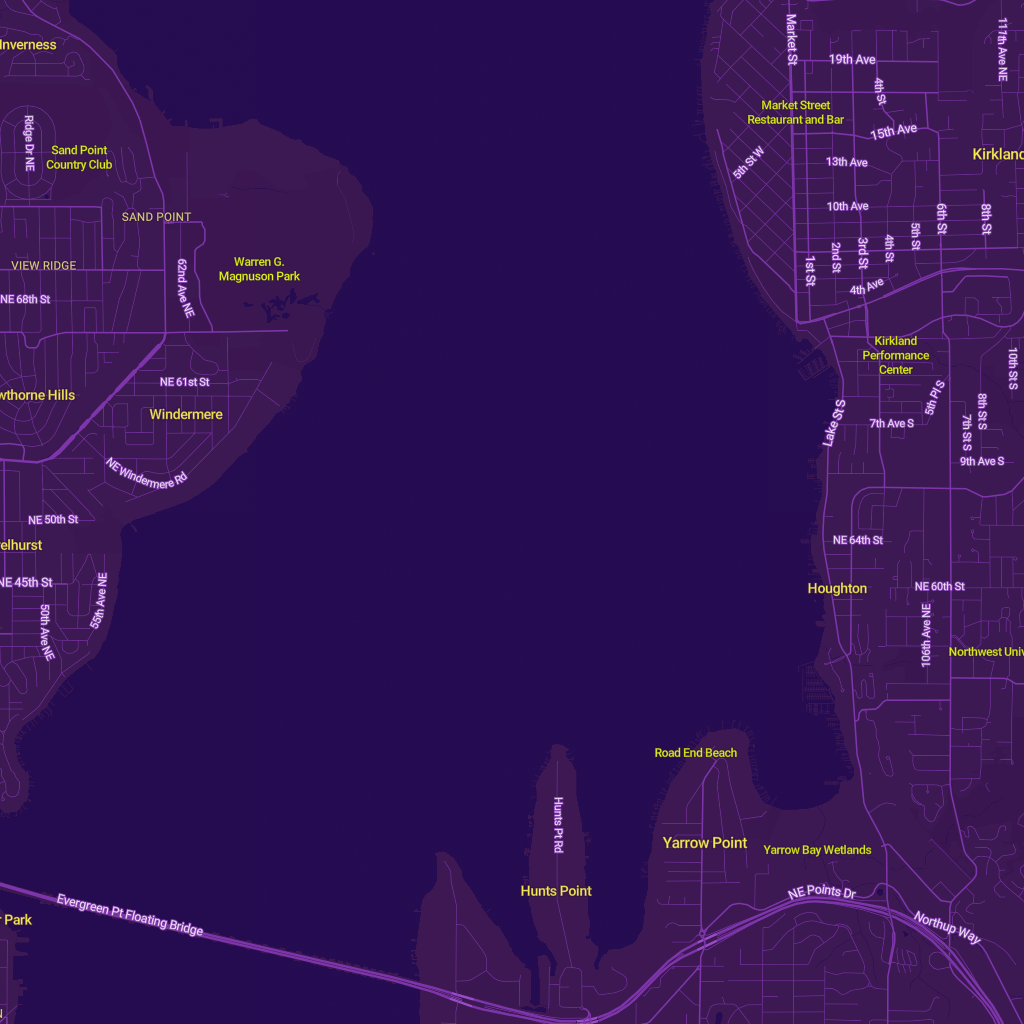 Inverness
Ridge Dr NE
Sand Point
Country Club
SAND POINT
VIEW RIDGE
NE 68th St
62nd Ave NE
Warren G.
Magnuson Park
NE 61st St
Windermere
NE Windermere Rd
NE 50th St
NE 45th St
50th Ave NE
55th Ave NE
Market St
19th Ave
4th St
111th Ave NE
Market Street
Restaurant and Bar
15th Ave
5th St W
13th Ave
Kirkland
10th Ave
6th St
8th St
5th St
4th St
3rd St
2nd St
1st St
4th Ave
Kirkland
Performance
Center
10th St S
5th Pl S
8th St S
7th St S
Lake St S
7th Ave S
9th Ave S
NE 64th St
Houghton
NE 60th St
106th Ave NE
Northwest Univ
Road End Beach
Hunts Pt Rd
Yarrow Point
Yarrow Bay Wetlands
Hunts Point
NE Points Dr
Northup Way
Evergreen Pt Floating Bridge
Park